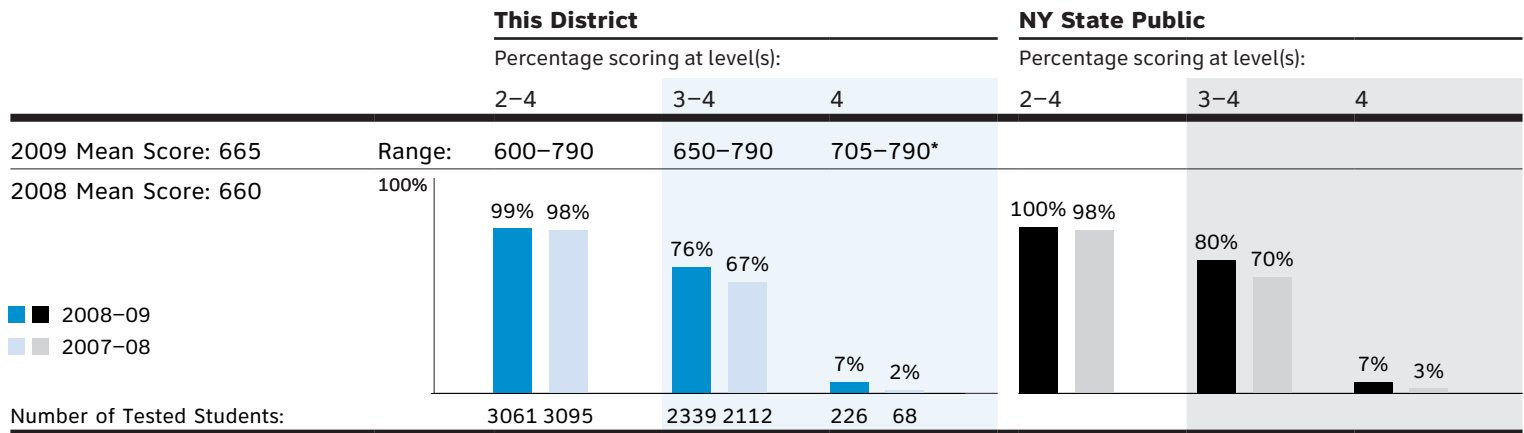 This District NY State Public
Percentage scoring at level(s): Percentage scoring at level(s):
2–4 3–4 4 2–4 3–4 4
2009 Mean Score: 665 Range: 600–790 650–790 705–790*
2008 Mean Score: 660 100%
99% 98% 76% 67% 7% 2% 100% 98% 80% 70% 7% 3%
2008–09
2007–08
Number of Tested Students: 3061 3095 2339 2112 226 68